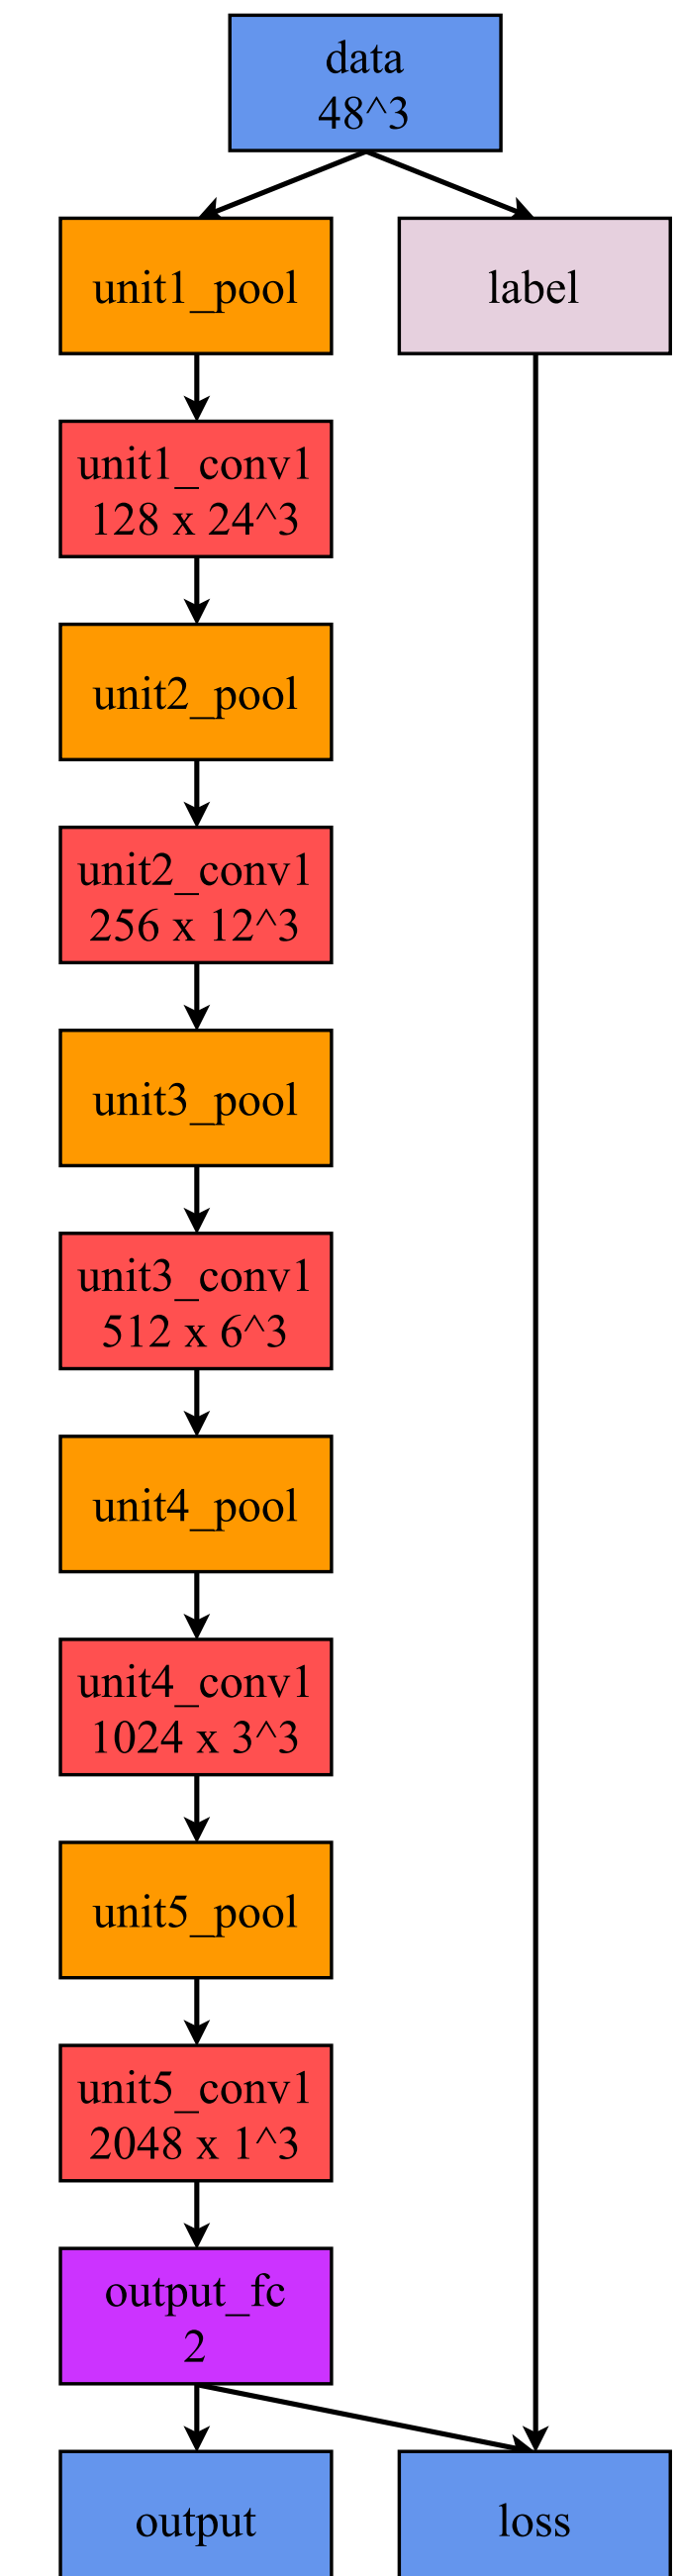 data
48^3
unit1_pool
label
unit1_conv1
128 x 24^3
unit2_pool
unit2_conv1
256 x 12^3
unit3_pool
unit3_conv1
512 x 6^3
unit4_pool
unit4_conv1
1024 x 3^3
unit5_pool
unit5_conv1
2048 x 1^3
output_fc
2
output
loss